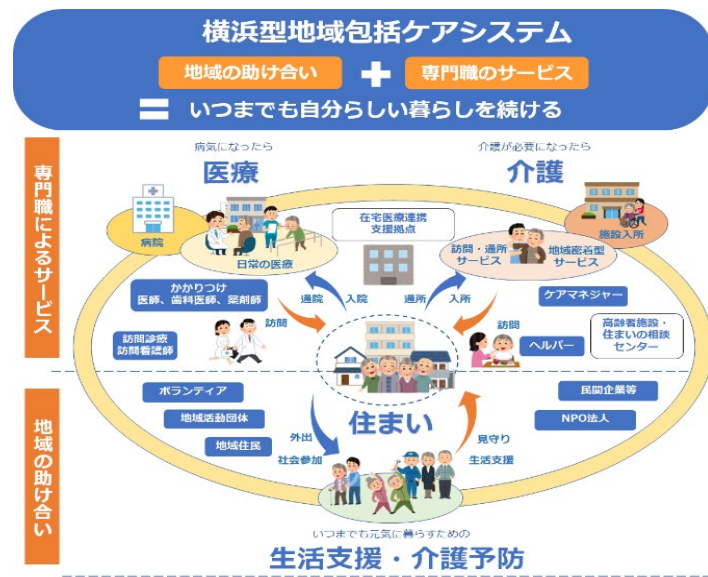 横浜型地域包括ケアシステム
地域の助け合い
+
専門職のサービス
= いつまでも自分らしい暮らしを続ける
専門職によるサービス
病気になったら
医療
介護が必要になったら
介護
病院
日常の医療
在宅医療連携
支援拠点
訪問・通所
サービス
地域密着型
サービス
施設入所
かかりつけ
医師、歯科医師、薬剤師
通院
入院
通所
入所
ケアマネジャー
訪問診療
訪問看護師
訪問
訪問
ヘルパー
高齢者施設・
住まいの相談
センター
地域の助け合い
ボランティア
地域活動団体
地域住民
住まい
民間企業等
NPO法人
外出
社会参加
見守り
生活支援
いつまでも元気に暮らすための
生活支援・介護予防